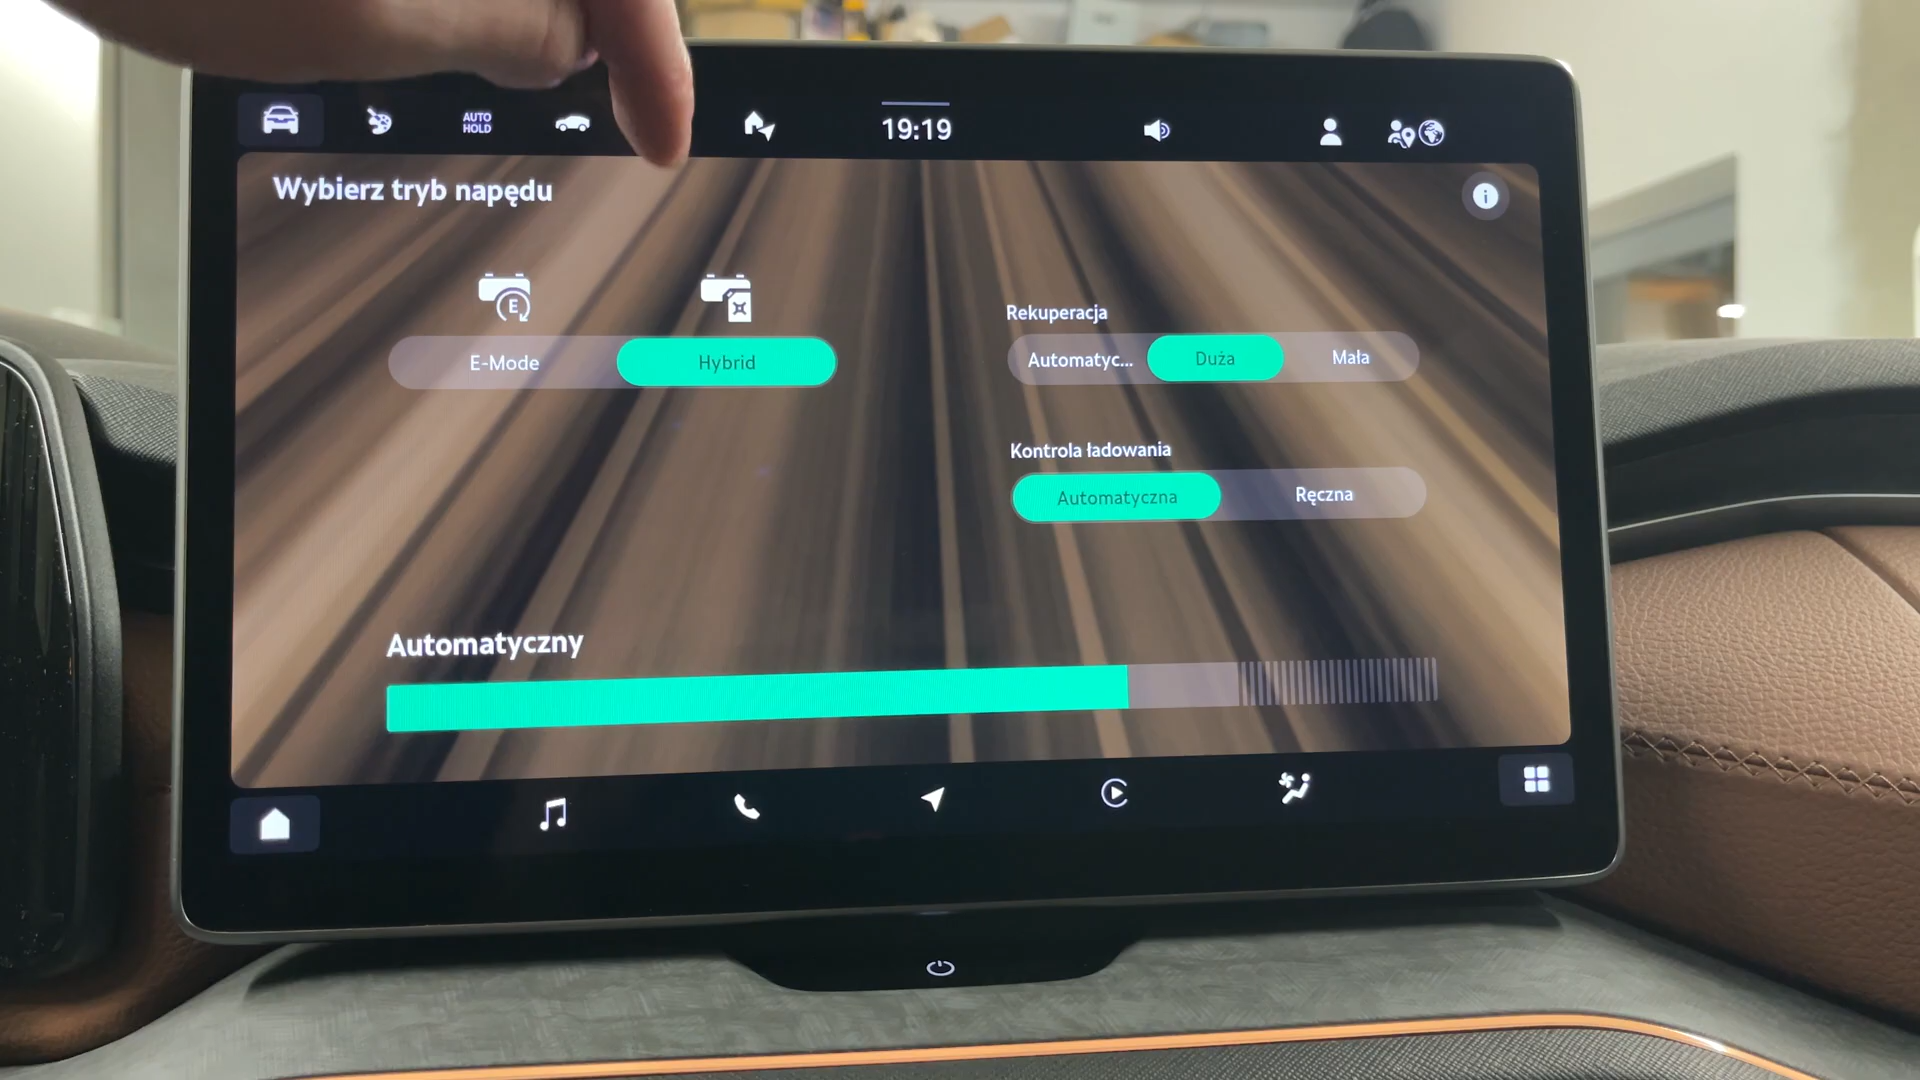 AUTO
HOLD
19:19
Wybierz tryb napędu
E
E-Mode
Hybrid
Rekuperacja
Automatyc...
Duża
Mała
Kontrola ładowania
Automatyczna
Ręczna
Automatyczny